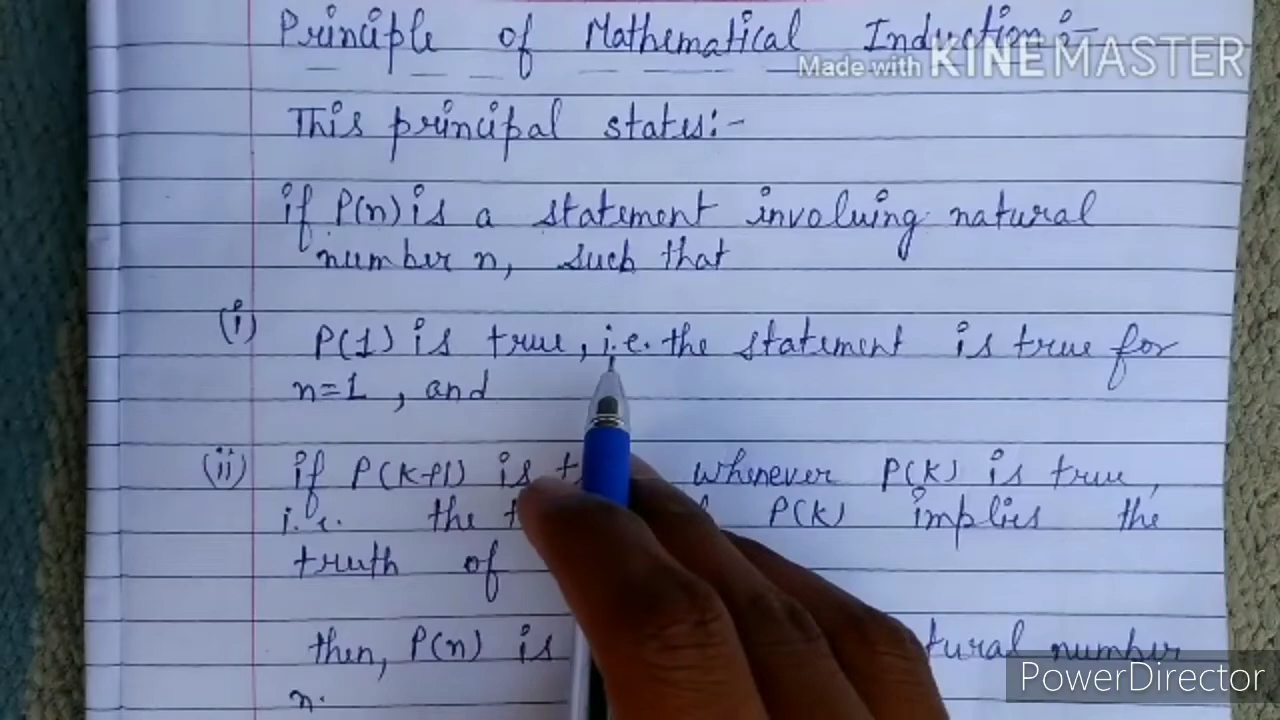 Principle of Mathematical Induction :-
Made with KINEMASTER
This principal states:-
if P(n) is a statement involving natural
number n, such that
(i) P(1) is true, i.e. the statement is true for
n=1, and
(ii) if P(k+1) is whenever P(k) is true,
i.e. the P(k) implies the
truth of
then, P(n) is number
n.
PowerDirector